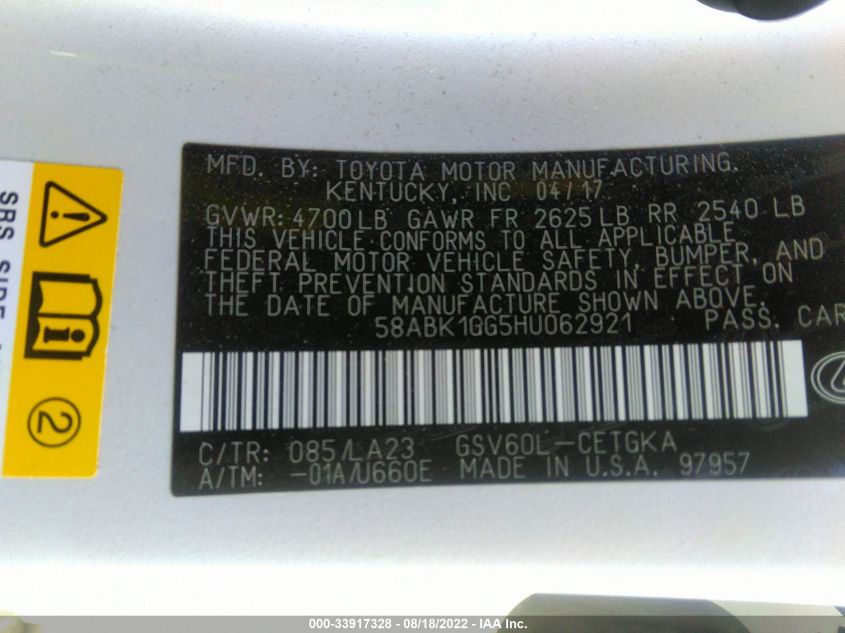 MFD. BY: TOYOTA MOTOR MANUFACTURING.
KENTUCKY, INC 04/17
GVWR: 4700 LB GAWR FR 2625 LB RR 2540 LB
THIS VEHICLE CONFORMS TO ALL APPLICABLE
FEDERAL MOTOR VEHICLE SAFETY, BUMPER, AND
THEFT PREVENTION STANDARDS IN EFFECT ON
THE DATE OF MANUFACTURE SHOWN ABOVE.
58ABK1GG5HU062921 PASS. CAR
C/TR: 085/LA23 GSV60L-CETGKA
A/TM: -01A/U660E MADE IN U.S.A. 97957
SRS SIDE
2
000-33917328 - 08/18/2022 - IAA Inc.